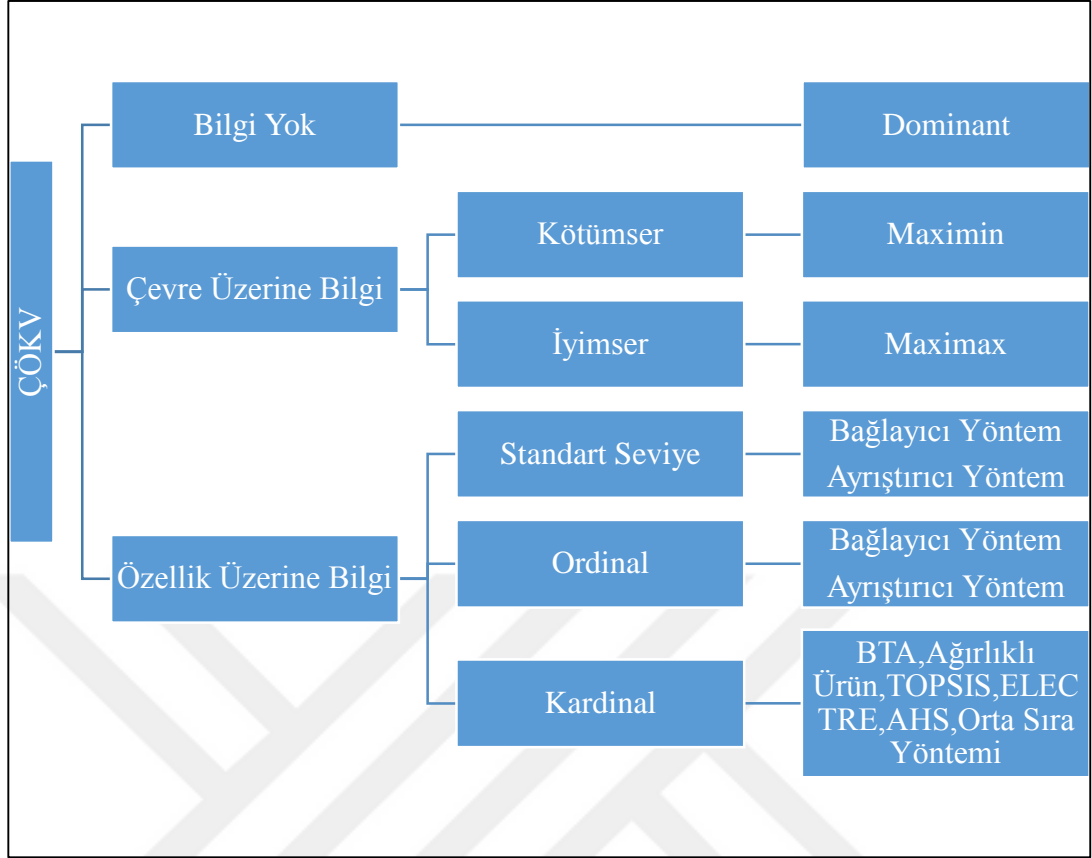 ÇÖKV
Bilgi Yok
Dominant
Çevre Üzerine Bilgi
Kötümser
Maximin
İyimser
Maximax
Özellik Üzerine Bilgi
Standart Seviye
Bağlayıcı Yöntem
Ayrıştırıcı Yöntem
Ordinal
Bağlayıcı Yöntem
Ayrıştırıcı Yöntem
Kardinal
BTA,Ağırlıklı
Ürün,TOPSIS,ELEC
TRE,AHS,Orta Sıra
Yöntemi